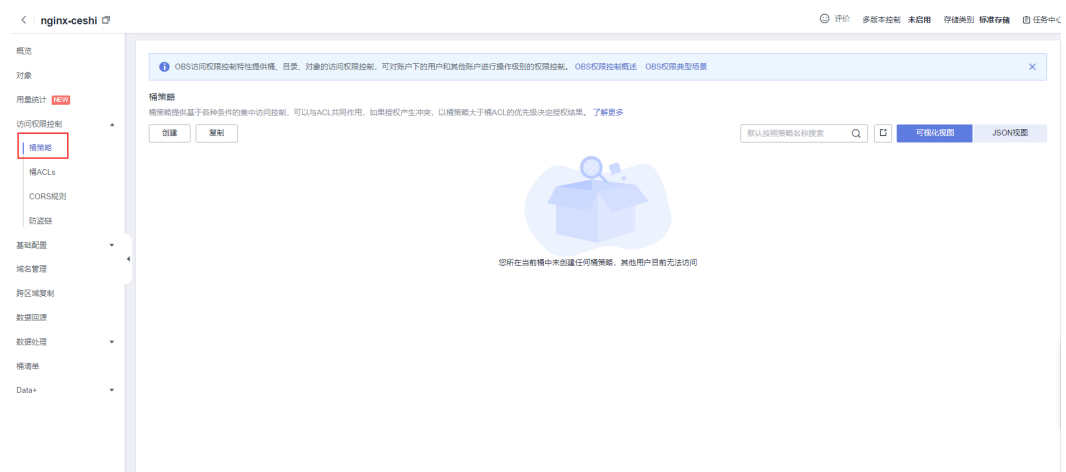 nginx-ceshi
评价 多版本控制 未启用 存储类别 标准存储 任务中心
概览
对象
用量统计 NEW
访问权限控制
桶策略
桶ACLs
CORS规则
防盗链
基础配置
域名管理
跨区域复制
数据回源
数据处理
桶清单
Data+
OBS访问权限控制特性提供桶、目录、对象的访问权限控制，可对账户下的用户和其他账户进行操作级别的权限控制。 OBS权限控制概述 OBS权限典型场景
桶策略
桶策略提供基于各种条件的集中访问控制，可以与ACL共同作用，如果授权产生冲突，以桶策略大于桶ACL的优先级决定授权结果。 了解更多
创建 复制 默认按照策略名称搜索 可视化视图 JSON视图
您所在当前桶中未创建任何桶策略，其他用户目前无法访问